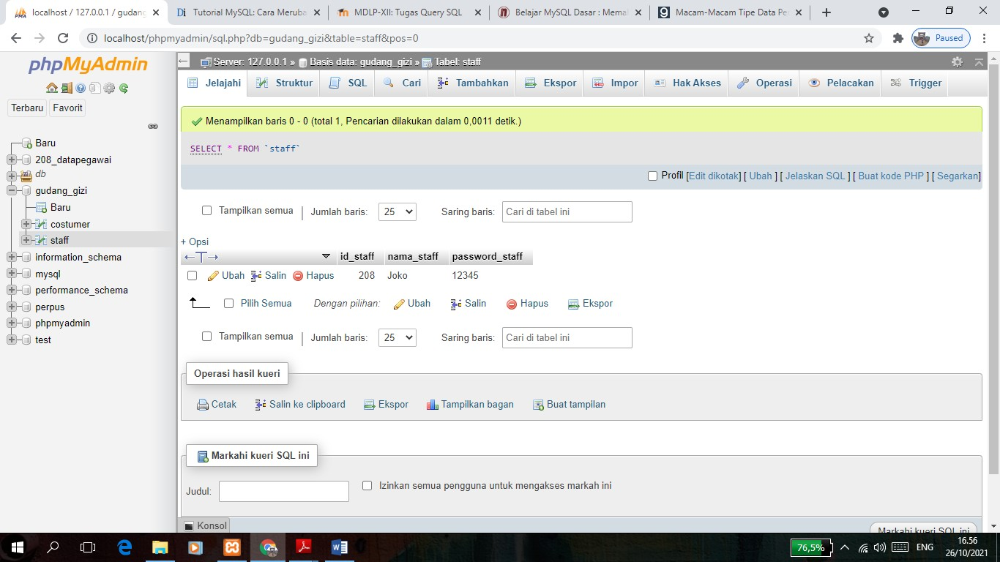 localhost / 127.0.0.1 / gudang
Tutorial MySQL: Cara Meruba
MDLP-XII: Tugas Query SQL
Belajar MySQL Dasar : Mema
Macam-Macam Tipe Data Pe
localhost/phpmyadmin/sql.php?db=gudang_gizi&table=staff&pos=0
Paused
phpMyAdmin
Terbaru
Favorit
Baru
208_datapegawai
db
gudang_gizi
Baru
costumer
staff
information_schema
mysql
performance_schema
perpus
phpmyadmin
test
Server: 127.0.0.1 » Basis data: gudang_gizi » Tabel: staff
Jelajahi Struktur SQL Cari Tambahkan Ekspor Impor Hak Akses Operasi Pelacakan Trigger
Menampilkan baris 0 - 0 (total 1, Pencarian dilakukan dalam 0,0011 detik.)
SELECT * FROM `staff`
Profil [Edit dikotak] [ Ubah ] [ Jelaskan SQL ] [ Buat kode PHP ] [ Segarkan]
Tampilkan semua | Jumlah baris: 25 Saring baris: Cari di tabel ini
+ Opsi
←T→ id_staff nama_staff password_staff
Ubah Salin Hapus 208 Joko 12345
Pilih Semua Dengan pilihan: Ubah Salin Hapus Ekspor
Tampilkan semua | Jumlah baris: 25 Saring baris: Cari di tabel ini
Operasi hasil kueri
Cetak Salin ke clipboard Ekspor Tampilkan bagan Buat tampilan
Markahi kueri SQL ini
Judul: Izinkan semua pengguna untuk mengakses markah ini
Konsol
Markahi kueri SQL ini
76,5%
ENG
16.56
26/10/2021